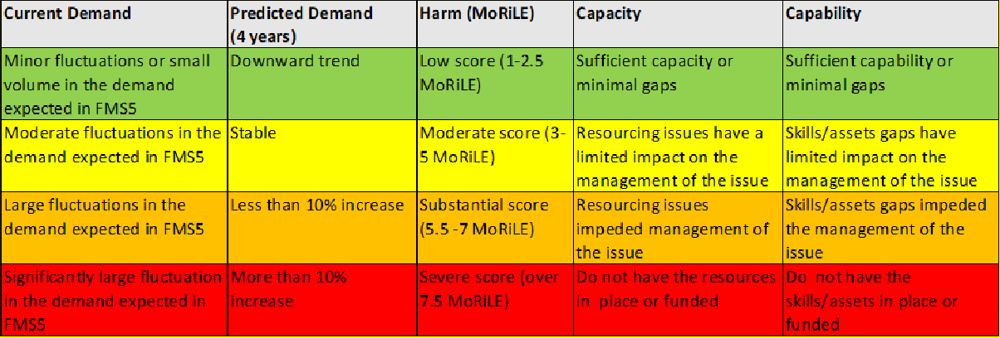 Current Demand
Predicted Demand
(4 years)
Harm (MoRiLE)
Capacity
Capability
Minor fluctuations or small
volume in the demand
expected in FMS5
Downward trend
Low score (1-2.5
MoRiLE)
Sufficient capacity or
minimal gaps
Sufficient capability or
minimal gaps
Moderate fluctuations in the
demand expected in FMS5
Stable
Moderate score (3-
5 MoRiLE)
Resourcing issues have a
limited impact on the
management of the issue
Skills/assets gaps have
limited impact on the
management of the issue
Large fluctuations in the
demand expected in FMS5
Less than 10% increase
Substantial score
(5.5 -7 MoRiLE)
Resourcing issues
impeded management of
the issue
Skills/assets gaps impeded
the management of the
issue
Significantly large fluctuation
in the demand expected in
FMS5
More than 10%
increase
Severe score (over
7.5 MoRiLE)
Do not have the resources
in place or funded
Do not have the
skills/assets in place or
funded